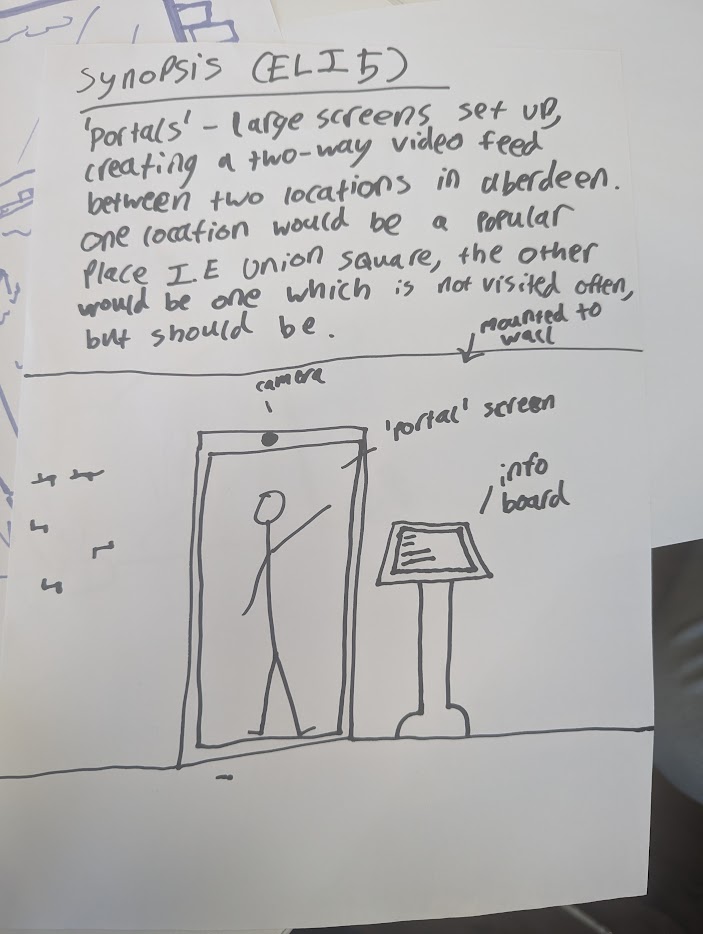 Synopsis (ELI5)
'Portals' - large screens set up,
creating a two-way video feed
between two locations in aberdeen.
one location would be a popular
place I.E union square, the other
would be one which is not visited often,
but should be.
mounted to
wall
camera
'portal' screen
info
board